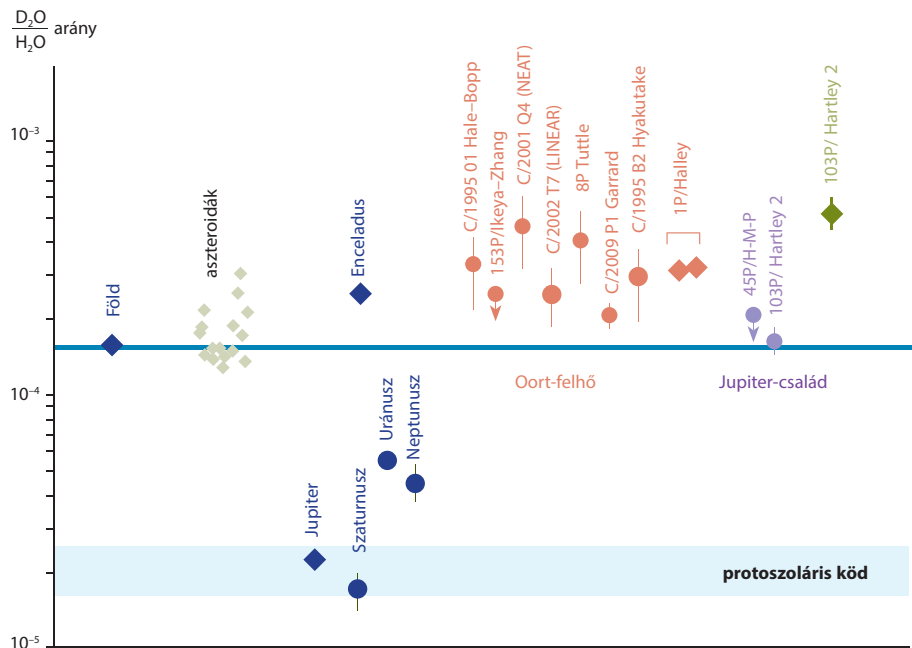 D₂O
H₂O
arány
10⁻³
10⁻⁴
10⁻⁵
Föld
aszteroidák
Enceladus
Jupiter
Szaturnusz
Uránusz
Neptunusz
C/1995 01 Hale–Bopp
153P/Ikeya–Zhang
C/2001 Q4 (NEAT)
C/2002 T7 (LINEAR)
8P Tuttle
C/2009 P1 Garrard
C/1995 B2 Hyakutake
1P/Halley
45P/H-M-P
103P/ Hartley 2
103P/ Hartley 2
Oort-felhő
Jupiter-család
protoszoláris köd